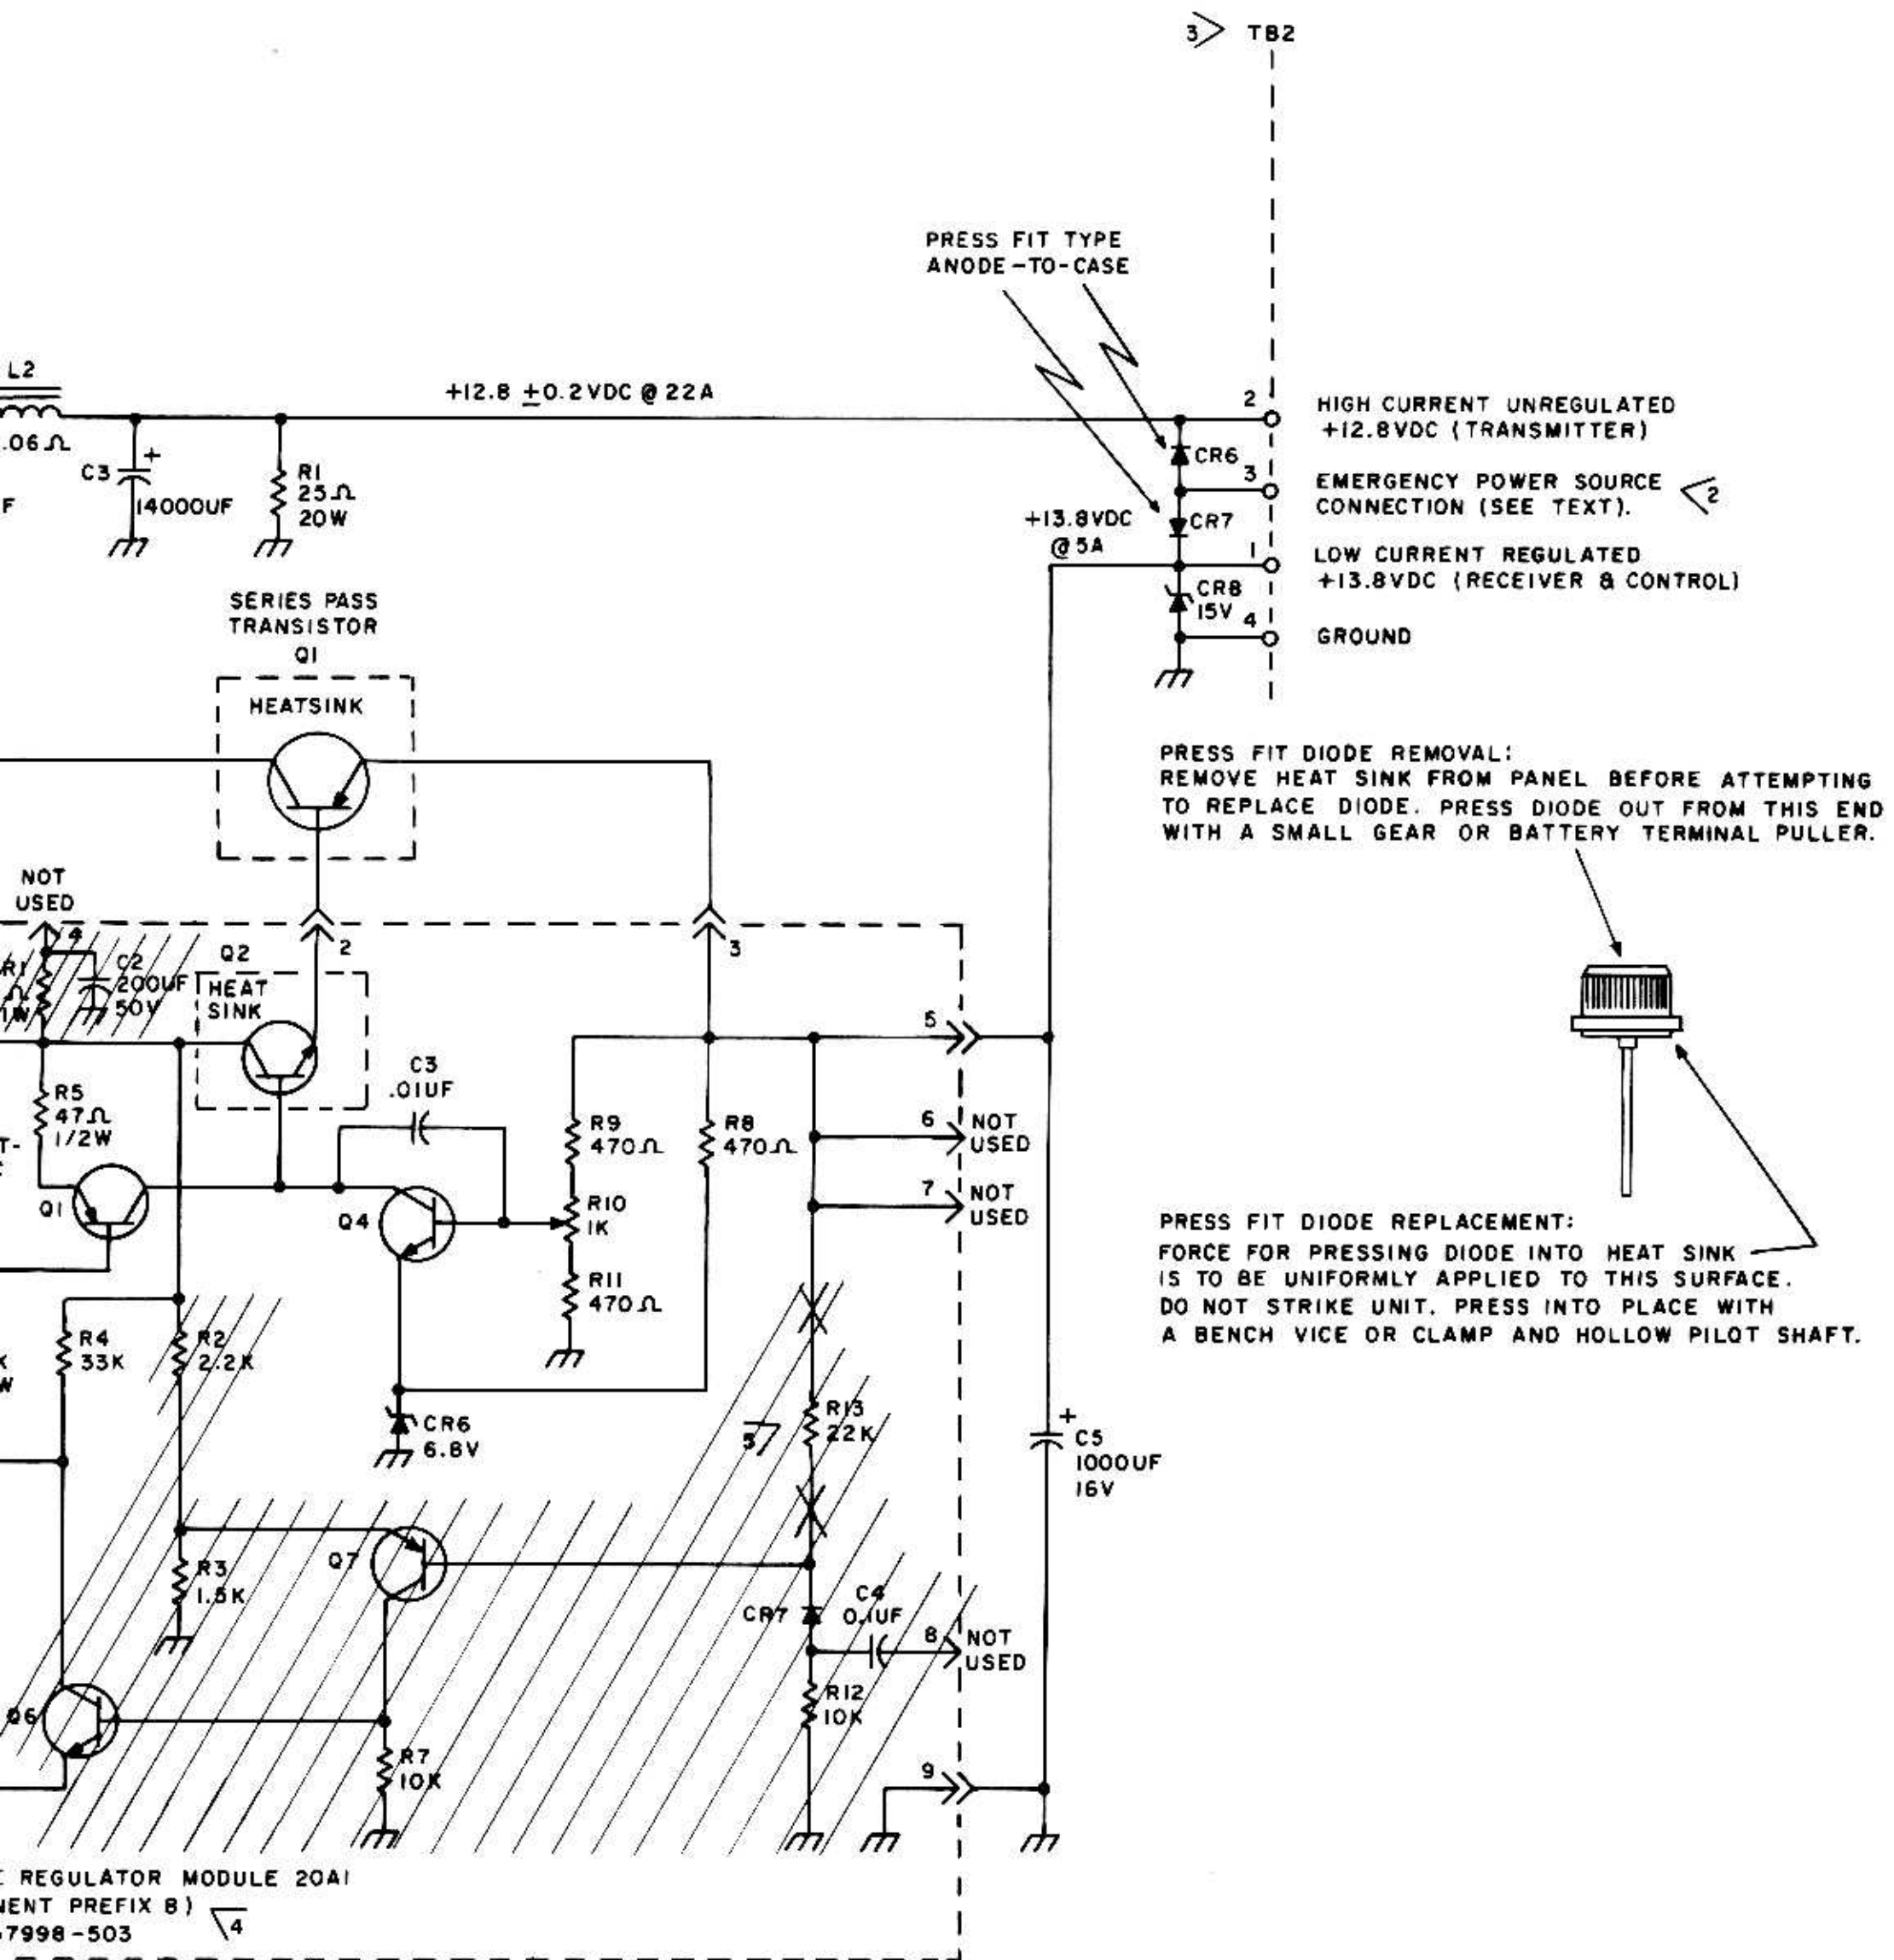 3 TB2
PRESS FIT TYPE
ANODE-TO-CASE
L2
.06Ω
F
C3
+
14000UF
R1
25Ω
20W
+12.8 ±0.2VDC @ 22A
2
HIGH CURRENT UNREGULATED
+12.8VDC (TRANSMITTER)
CR6
3
EMERGENCY POWER SOURCE
CONNECTION (SEE TEXT).
2
CR7
+13.8VDC
@5A
1
LOW CURRENT REGULATED
+13.8VDC (RECEIVER & CONTROL)
CR8
15V
4
GROUND
SERIES PASS
TRANSISTOR
Q1
HEATSINK
PRESS FIT DIODE REMOVAL:
REMOVE HEAT SINK FROM PANEL BEFORE ATTEMPTING
TO REPLACE DIODE. PRESS DIODE OUT FROM THIS END
WITH A SMALL GEAR OR BATTERY TERMINAL PULLER.
NOT
USED
4
R1
Ω
1W
C2
200UF
50V
Q2
HEAT
SINK
2
3
5
R5
47Ω
1/2W
T-
C3
.01UF
R9
470Ω
R8
470Ω
6
NOT
USED
7
NOT
USED
Q1
Q4
R10
1K
R11
470Ω
PRESS FIT DIODE REPLACEMENT:
FORCE FOR PRESSING DIODE INTO HEAT SINK
IS TO BE UNIFORMLY APPLIED TO THIS SURFACE.
DO NOT STRIKE UNIT. PRESS INTO PLACE WITH
A BENCH VICE OR CLAMP AND HOLLOW PILOT SHAFT.
K
W
R4
33K
R2
2.2K
CR6
6.8V
5
R13
22K
+
C5
1000UF
16V
Q7
R3
1.5K
CR7
C4
0.1UF
8
NOT
USED
Q6
R12
10K
R7
10K
9
E REGULATOR MODULE 20A1
NENT PREFIX B)
-7998-503
4